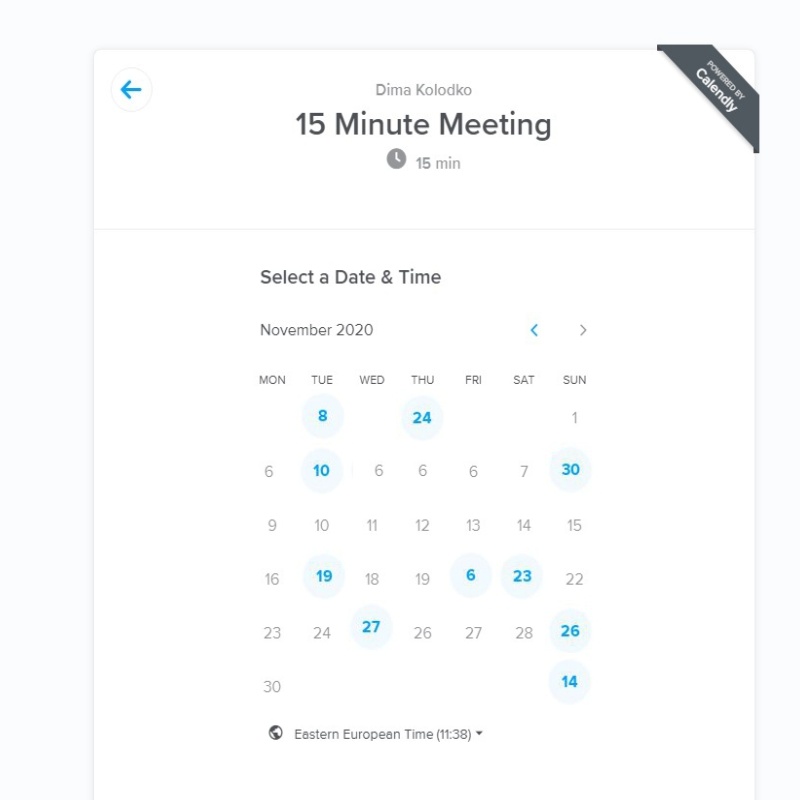 Dima Kolodko
15 Minute Meeting
15 min
POWERED BY
Calendly
Select a Date & Time
November 2020
MON TUE WED THU FRI SAT SUN
8 24 1
6 10 6 6 6 7 30
9 10 11 12 13 14 15
16 19 18 19 6 23 22
23 24 27 26 27 28 26
30 14
Eastern European Time (11:38)